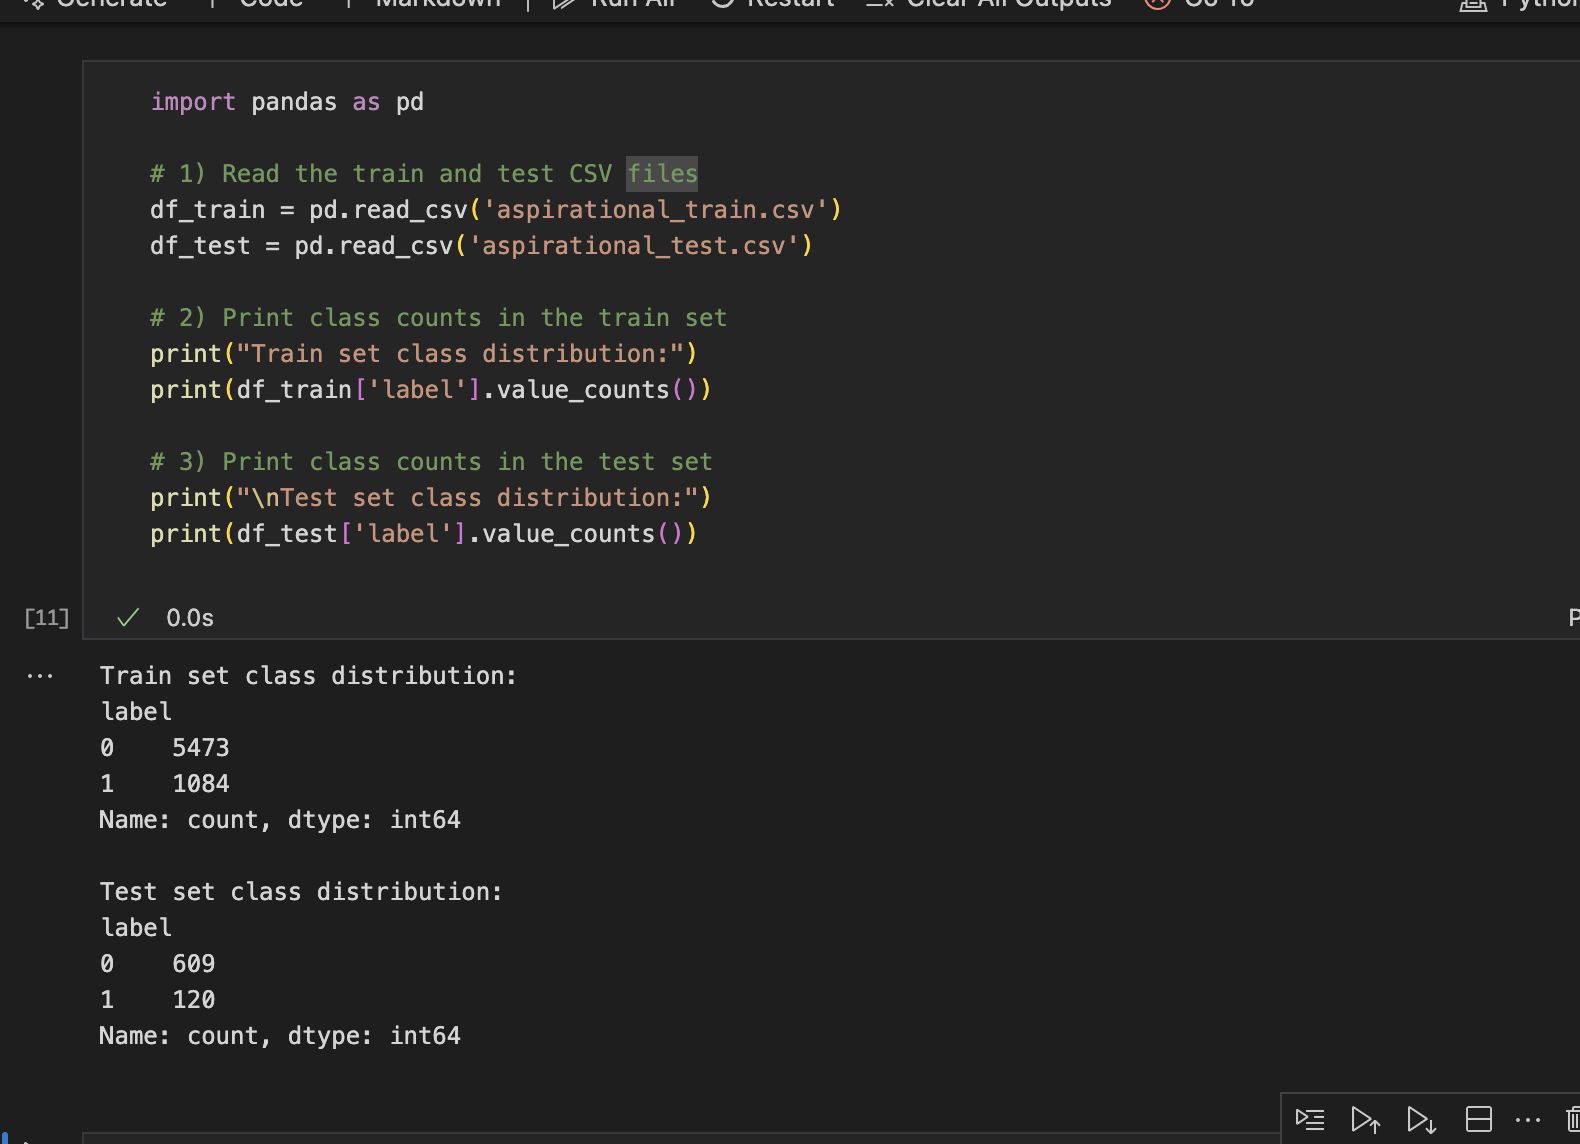 Generate Code Markdown Run All Restart Clear All Outputs Go To
import pandas as pd
# 1) Read the train and test CSV files
df_train = pd.read_csv('aspirational_train.csv')
df_test = pd.read_csv('aspirational_test.csv')
# 2) Print class counts in the train set
print("Train set class distribution:")
print(df_train['label'].value_counts())
# 3) Print class counts in the test set
print("\nTest set class distribution:")
print(df_test['label'].value_counts())
[11] 0.0s
Train set class distribution:
label
0    5473
1    1084
Name: count, dtype: int64
Test set class distribution:
label
0    609
1    120
Name: count, dtype: int64